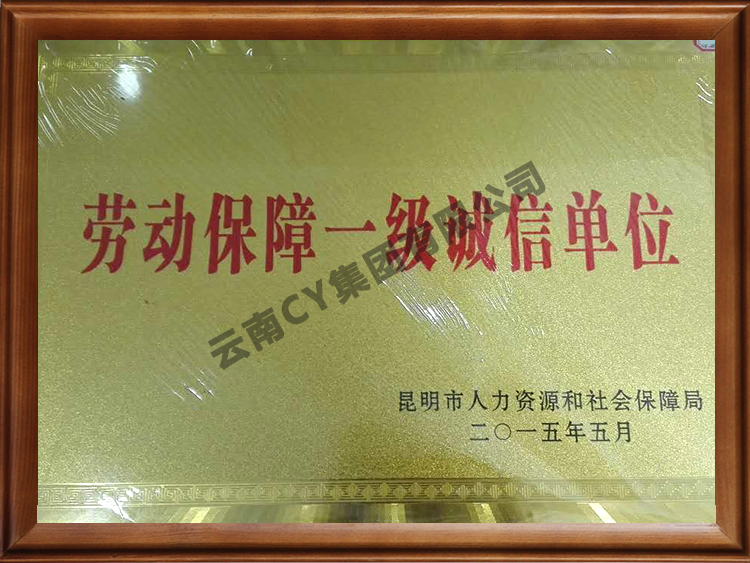 劳动保障一级诚信单位
云南CY集团有限公司
昆明市人力资源和社会保障局
二〇一五年五月